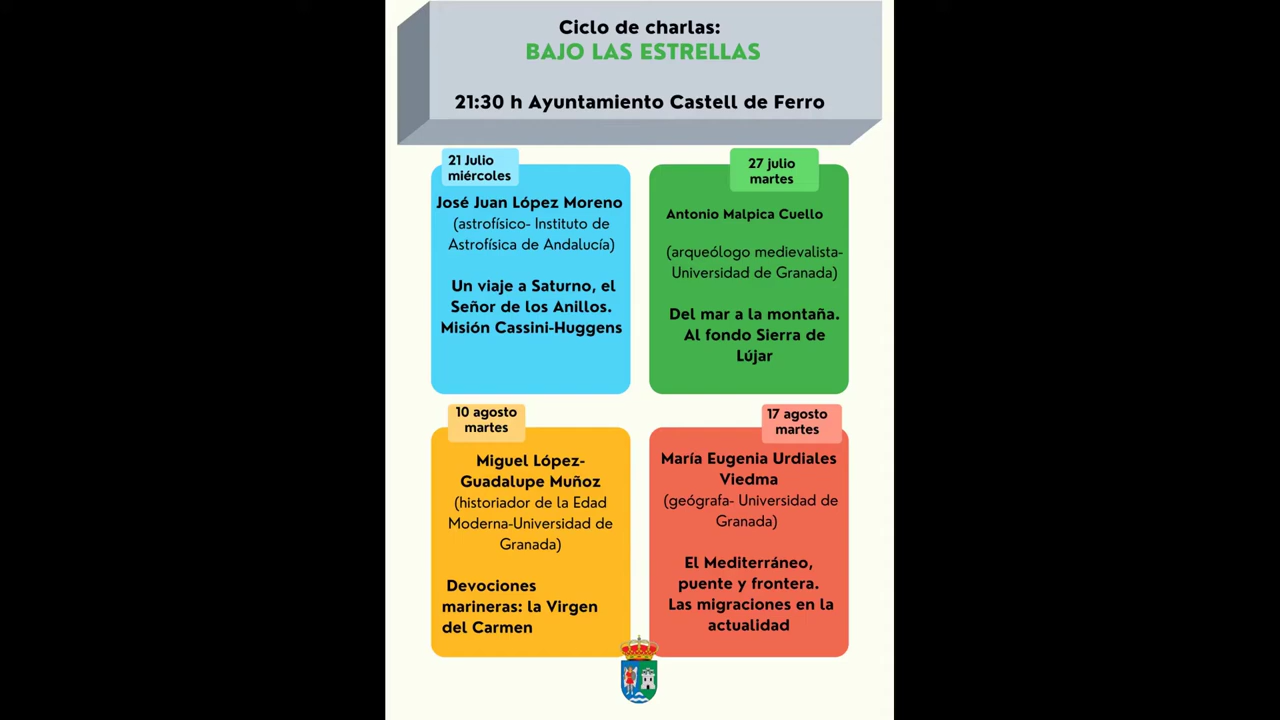 Ciclo de charlas:
BAJO LAS ESTRELLAS
21:30 h Ayuntamiento Castell de Ferro
21 Julio
miércoles
José Juan López Moreno
(astrofísico- Instituto de
Astrofísica de Andalucía)
Un viaje a Saturno, el
Señor de los Anillos.
Misión Cassini-Huggens
27 julio
martes
Antonio Malpica Cuello
(arqueólogo medievalista-
Universidad de Granada)
Del mar a la montaña.
Al fondo Sierra de
Lújar
10 agosto
martes
Miguel López-
Guadalupe Muñoz
(historiador de la Edad
Moderna-Universidad de
Granada)
Devociones
marineras: la Virgen
del Carmen
17 agosto
martes
María Eugenia Urdiales
Viedma
(geógrafa- Universidad de
Granada)
El Mediterráneo,
puente y frontera.
Las migraciones en la
actualidad